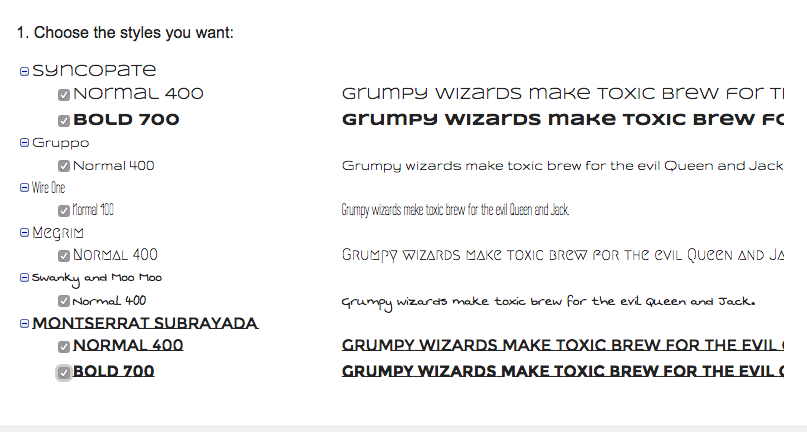 1. Choose the styles you want:
Syncopate
Normal 400 Grumpy wizards make toxic brew for t
Bold 700 Grumpy wizards make toxic brew fo
Gruppo
Normal 400 Grumpy wizards make toxic brew for the evil Queen and Jack
Wire One
Normal 400 Grumpy wizards make toxic brew for the evil Queen and Jack.
Megrim
Normal 400 Grumpy wizards make toxic brew for the evil Queen and Ja
Swanky and Moo Moo
Normal 400 Grumpy wizards make toxic brew for the evil Queen and Jack.
MONTSERRAT SUBRAYADA
NORMAL 400 GRUMPY WIZARDS MAKE TOXIC BREW FOR THE EVIL
BOLD 700 GRUMPY WIZARDS MAKE TOXIC BREW FOR THE EVIL